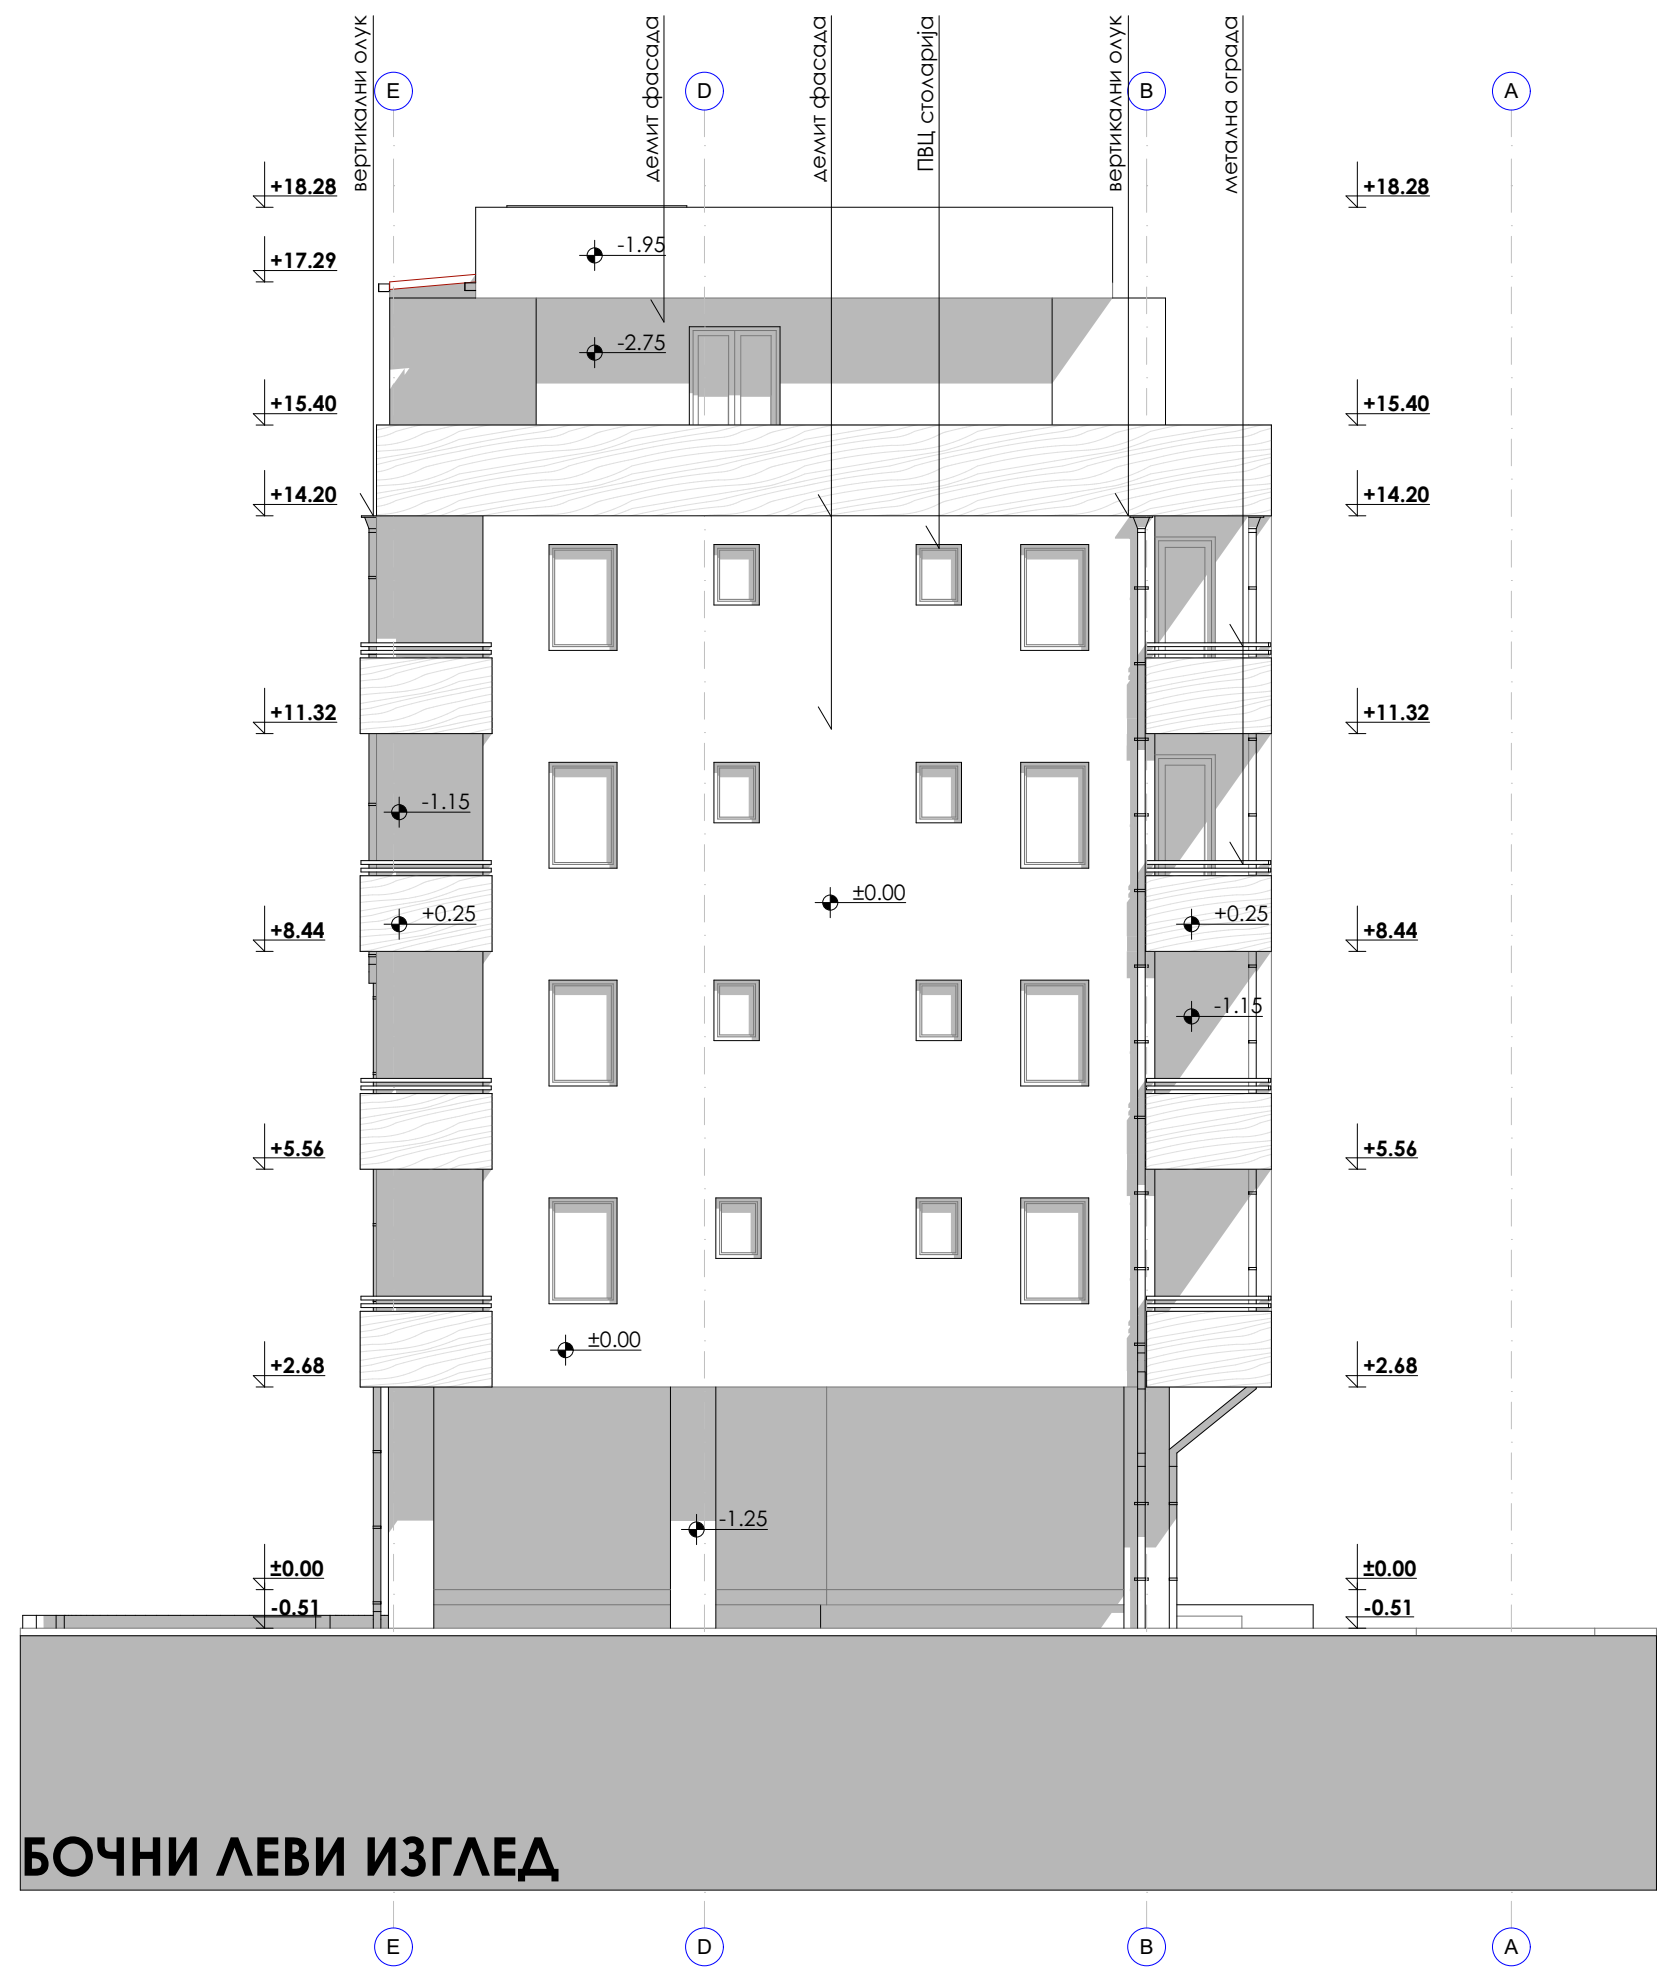 вертикални олук
демит фасада
демит фасада
ПВЦ столарија
вертикални олук
метална ограда
E
D
B
A
+18.28
+18.28
-1.95
+17.29
-2.75
+15.40
+15.40
+14.20
+14.20
+11.32
+11.32
-1.15
±0.00
+0.25
+0.25
+8.44
+8.44
-1.15
+5.56
+5.56
±0.00
+2.68
+2.68
-1.25
±0.00
±0.00
-0.51
-0.51
БОЧНИ ЛЕВИ ИЗГЛЕД
E
D
B
A